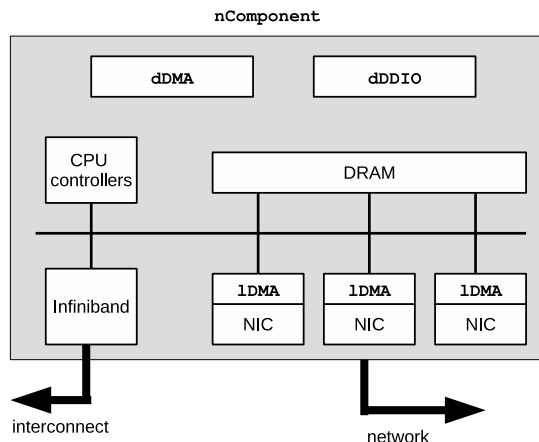 nComponent
dDMA
dDDIO
CPU
controllers
DRAM
Infiniband
lDMA
NIC
lDMA
NIC
lDMA
NIC
interconnect
network